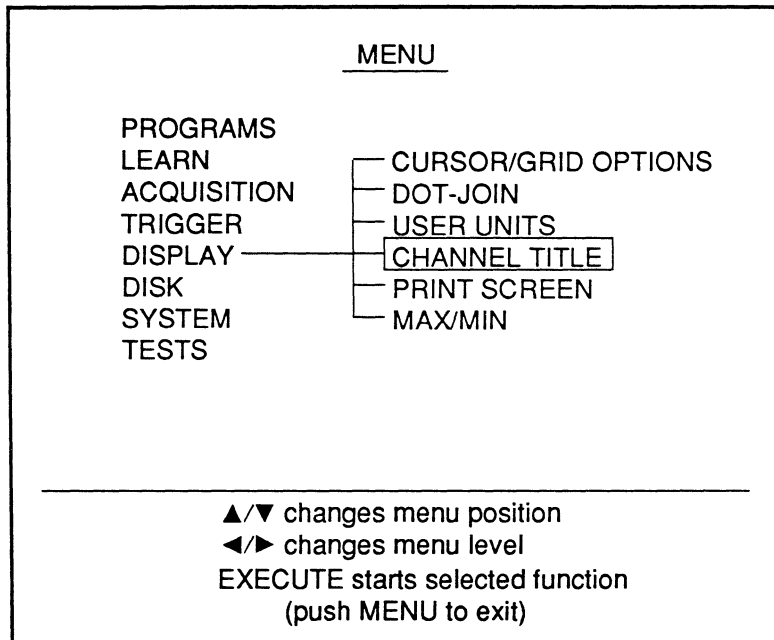 MENU
PROGRAMS
LEARN
ACQUISITION
TRIGGER
DISPLAY
DISK
SYSTEM
TESTS
CURSOR/GRID OPTIONS
DOT-JOIN
USER UNITS
CHANNEL TITLE
PRINT SCREEN
MAX/MIN
▲/▼ changes menu position
◄/► changes menu level
EXECUTE starts selected function
(push MENU to exit)